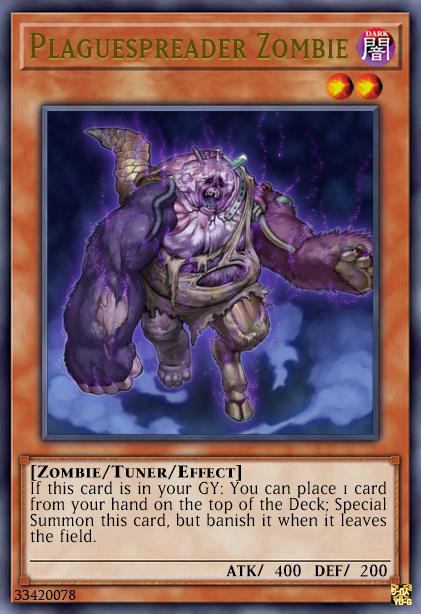 PLAGUESPREADER ZOMBIE
DARK
闇
[ZOMBIE/TUNER/EFFECT]
If this card is in your GY: You can place 1 card
from your hand on the top of the Deck; Special
Summon this card, but banish it when it leaves
the field.
ATK/ 400 DEF/ 200
33420078